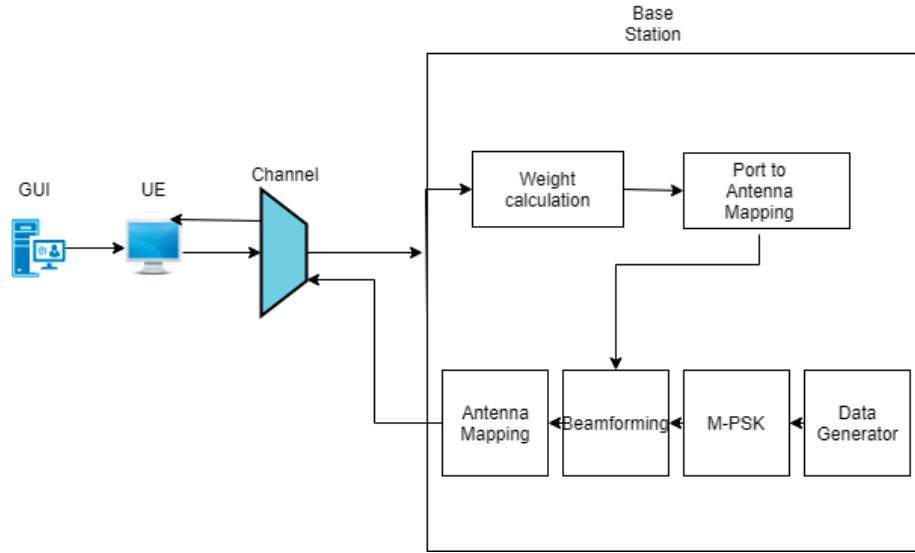 Base
Station
Channel
GUI
UE
Weight
calculation
Port to
Antenna
Mapping
Antenna
Mapping
Beamforming
M-PSK
Data
Generator